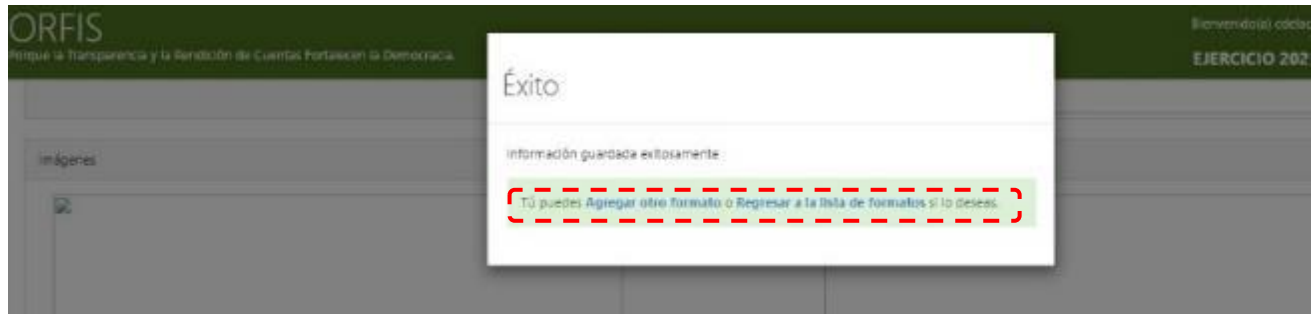 ORFIS
Porque la Transparencia y la Rendición de Cuentas Fortalecen la Democracia.
Bienvenido(a)
EJERCICIO 202
Éxito
Información guardada exitosamente
Tú puedes Agregar otro formato o Regresar a la lista de formatos si lo deseas.
Imágenes